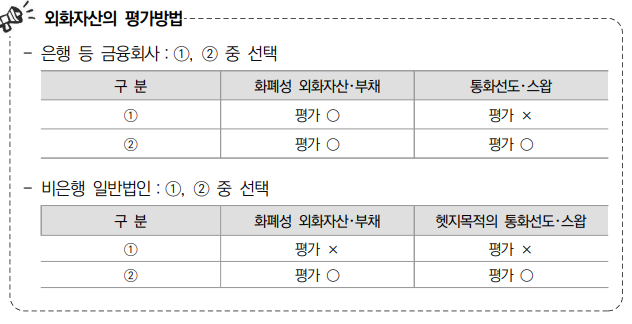 외화자산의 평가방법
- 은행 등 금융회사 : ①, ② 중 선택
구 분 화폐성 외화자산·부채 통화선도·스왑
① 평가 ○ 평가 ×
② 평가 ○ 평가 ○
- 비은행 일반법인 : ①, ② 중 선택
구 분 화폐성 외화자산·부채 헷지목적의 통화선도·스왑
① 평가 × 평가 ×
② 평가 ○ 평가 ○